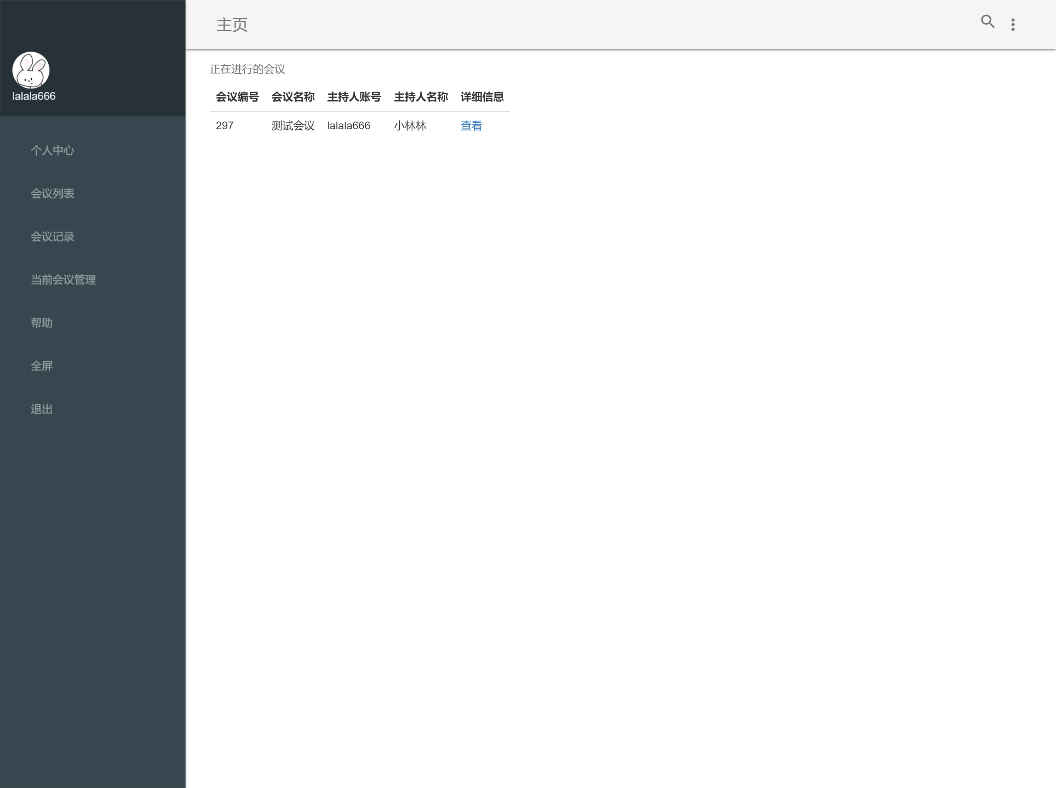 主页
lalala666
个人中心
会议列表
会议记录
当前会议管理
帮助
全屏
退出
正在进行的会议
会议编号 会议名称 主持人账号 主持人名称 详细信息
297 测试会议 lalala666 小林林 查看